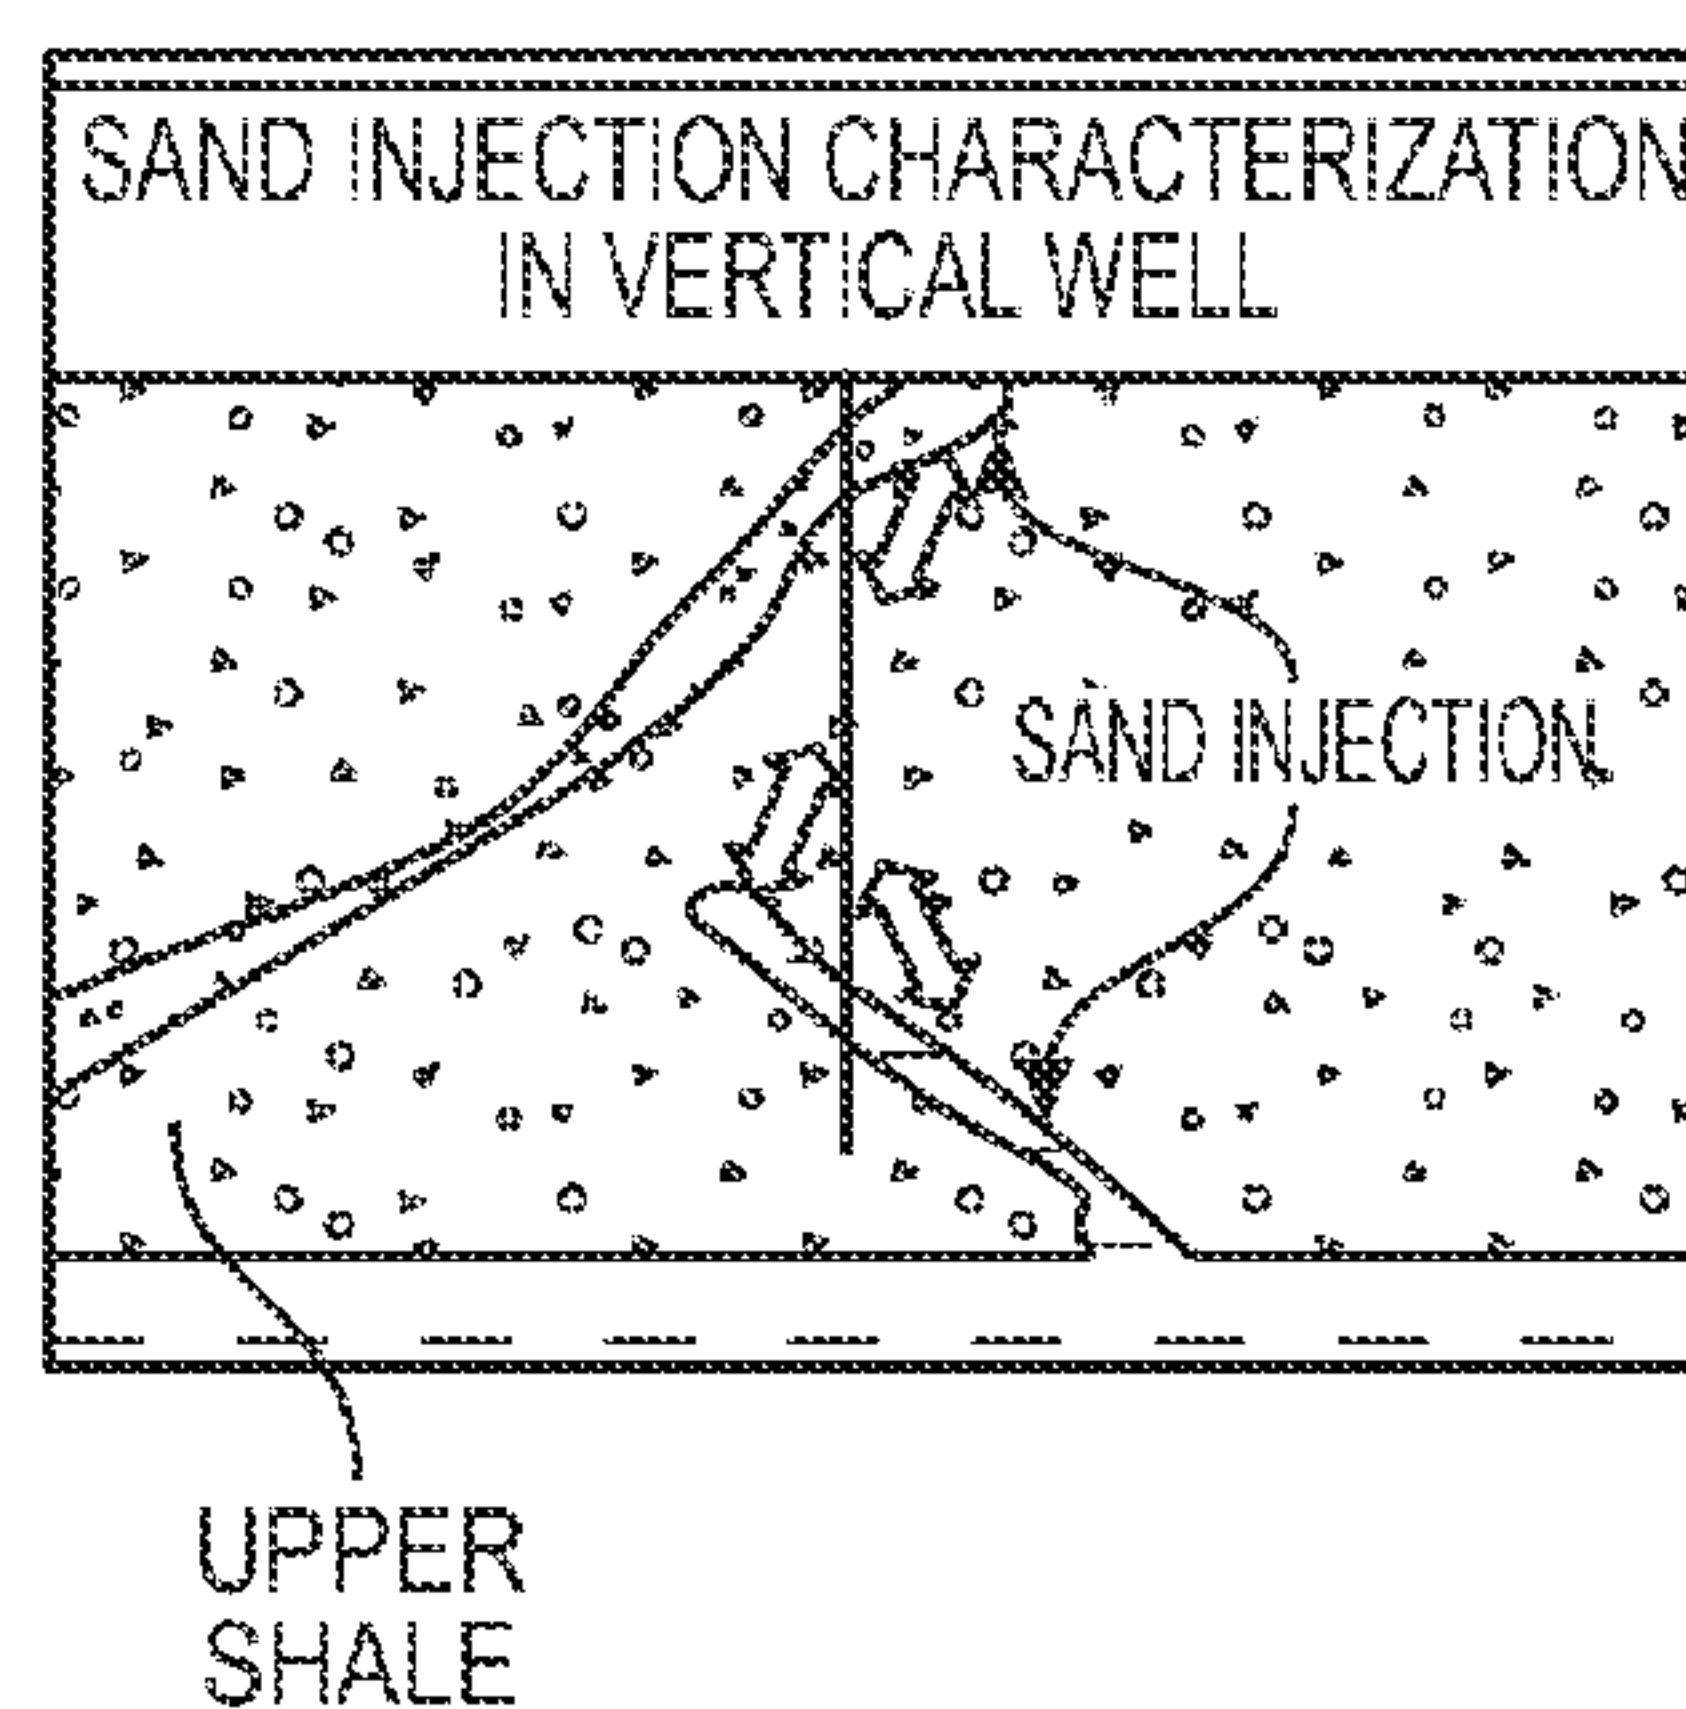 SAND INJECTION CHARACTERIZATION
IN VERTICAL WELL
SAND INJECTION
UPPER
SHALE